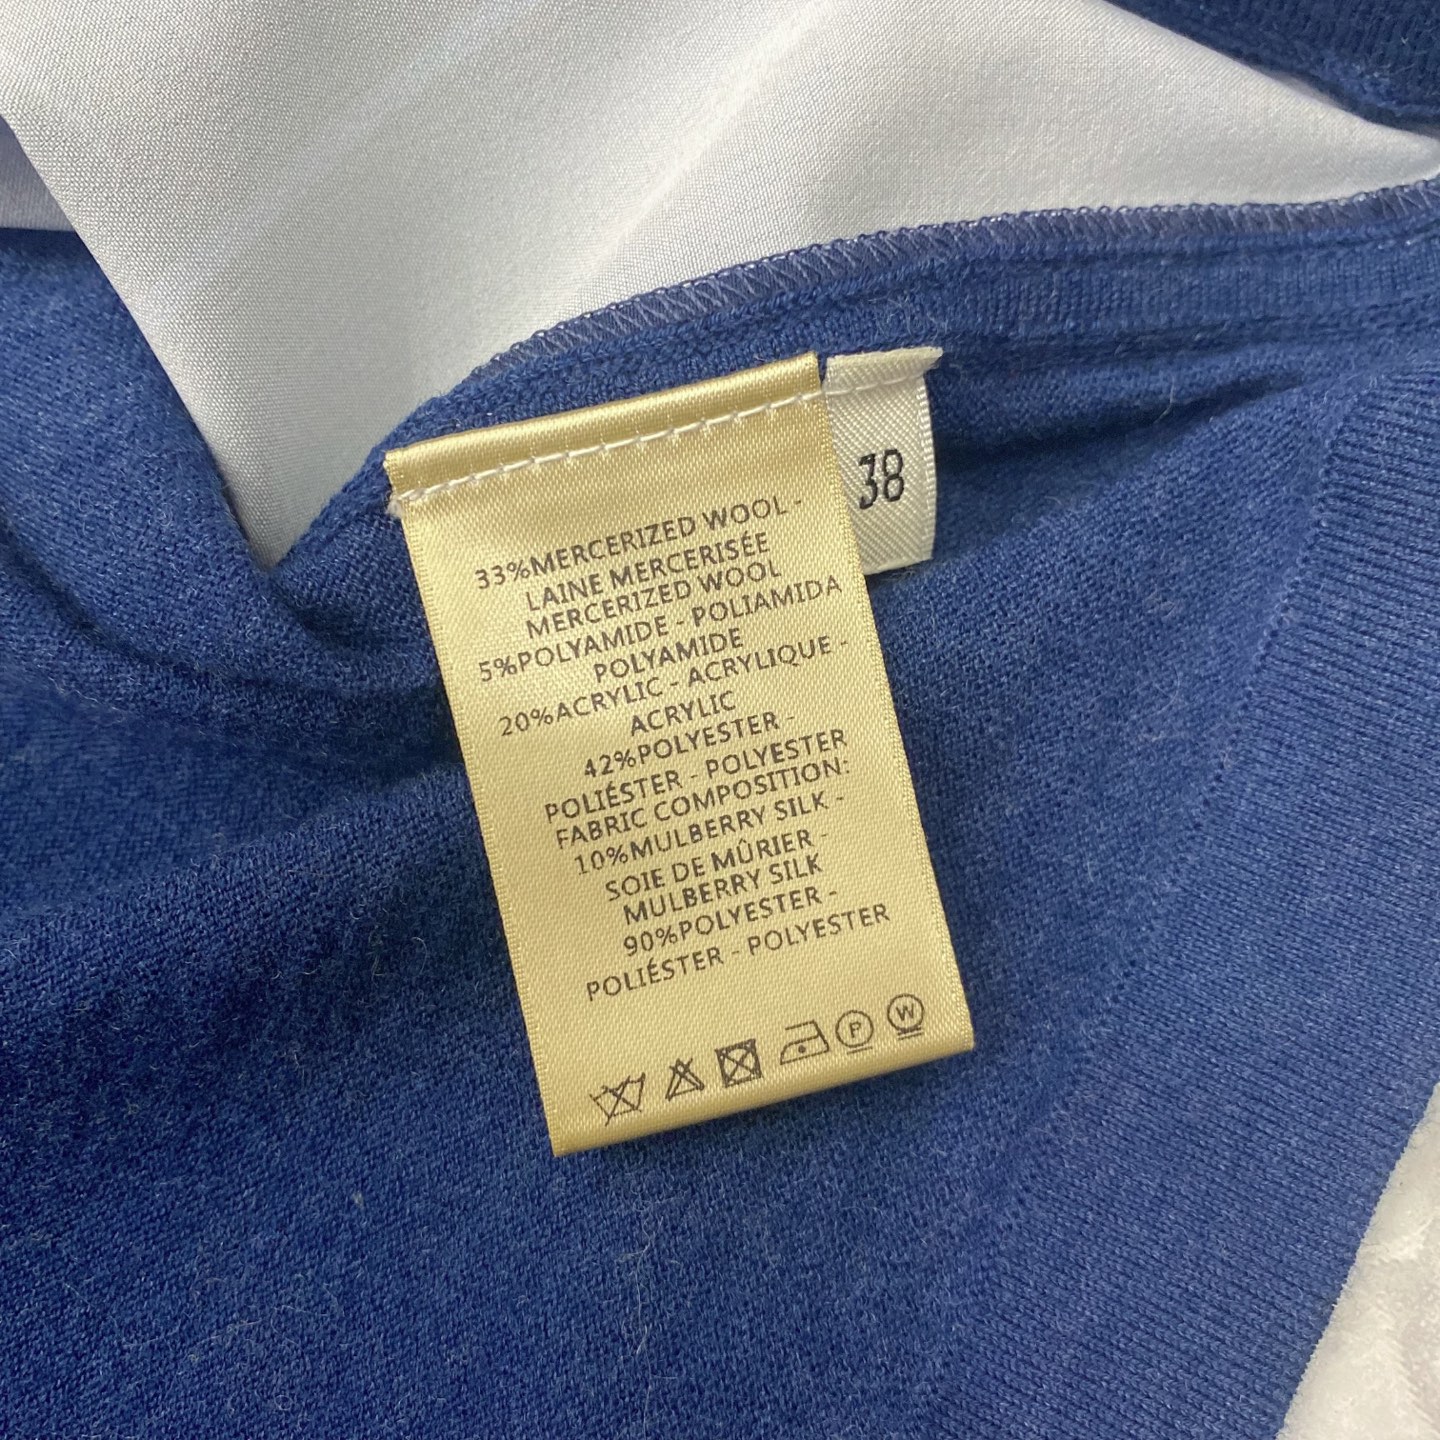 33%MERCERIZED WOOL -
LAINE MERCERISÉE
MERCERIZED WOOL
5%POLYAMIDE - POLIAMIDA
POLYAMIDE
20%ACRYLIC - ACRYLIQUE -
ACRYLIC
42%POLYESTER -
POLIÉSTER - POLYESTER
FABRIC COMPOSITION:
10%MULBERRY SILK -
SOIE DE MÛRIER -
MULBERRY SILK
90%POLYESTER -
POLIÉSTER - POLYESTER
P W
38